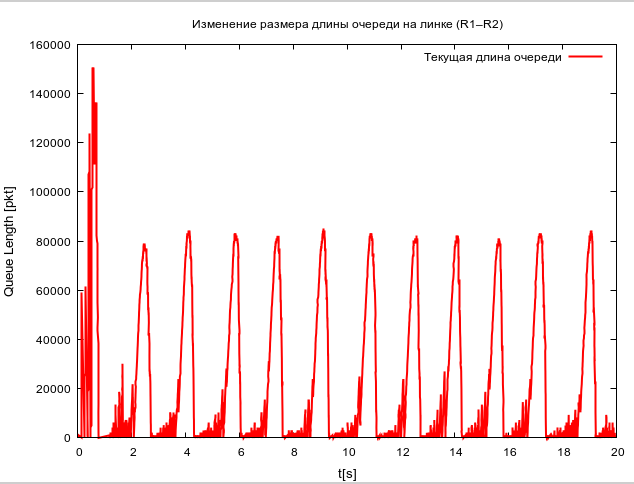 Изменение размера длины очереди на линке (R1–R2)
Текущая длина очереди
160000
140000
120000
100000
80000
60000
40000
20000
0
Queue Length [pkt]
0 2 4 6 8 10 12 14 16 18 20
t[s]